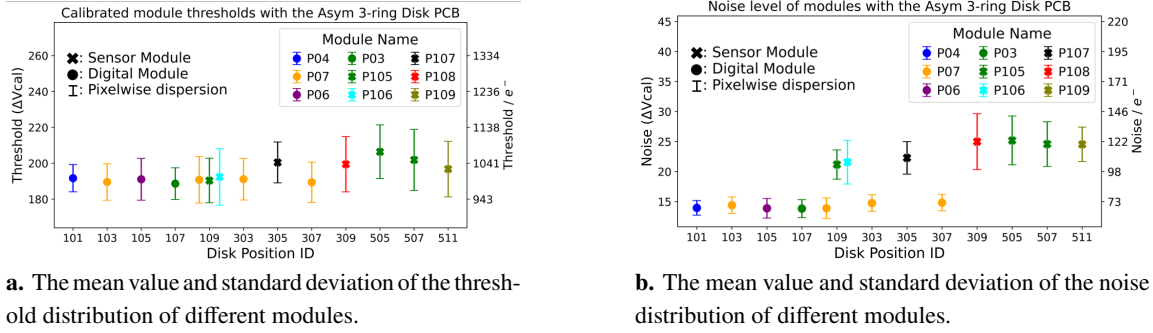 Calibrated module thresholds with the Asym 3-ring Disk PCB
Threshold (ΔVcal)
260
240
220
200
180
✖: Sensor Module
●: Digital Module
工: Pixelwise dispersion
Module Name
P04 P03 P107
P07 P105 P108
P06 P106 P109
1334
1236
1138
1041
943
Threshold / e⁻
101 103 105 107 109 303 307 305 309 505 507 511
Disk Position ID
a. The mean value and standard deviation of the thresh-
old distribution of different modules.
Noise level of modules with the Asym 3-ring Disk PCB
Noise (ΔVcal)
45
40
35
30
25
20
15
✖: Sensor Module
●: Digital Module
工: Pixelwise dispersion
Module Name
P04 P03 P107
P07 P105 P108
P06 P106 P109
220
195
171
146
122
98
73
Noise / e⁻
101 103 105 107 109 303 305 307 309 505 507 511
Disk Position ID
b. The mean value and standard deviation of the noise
distribution of different modules.